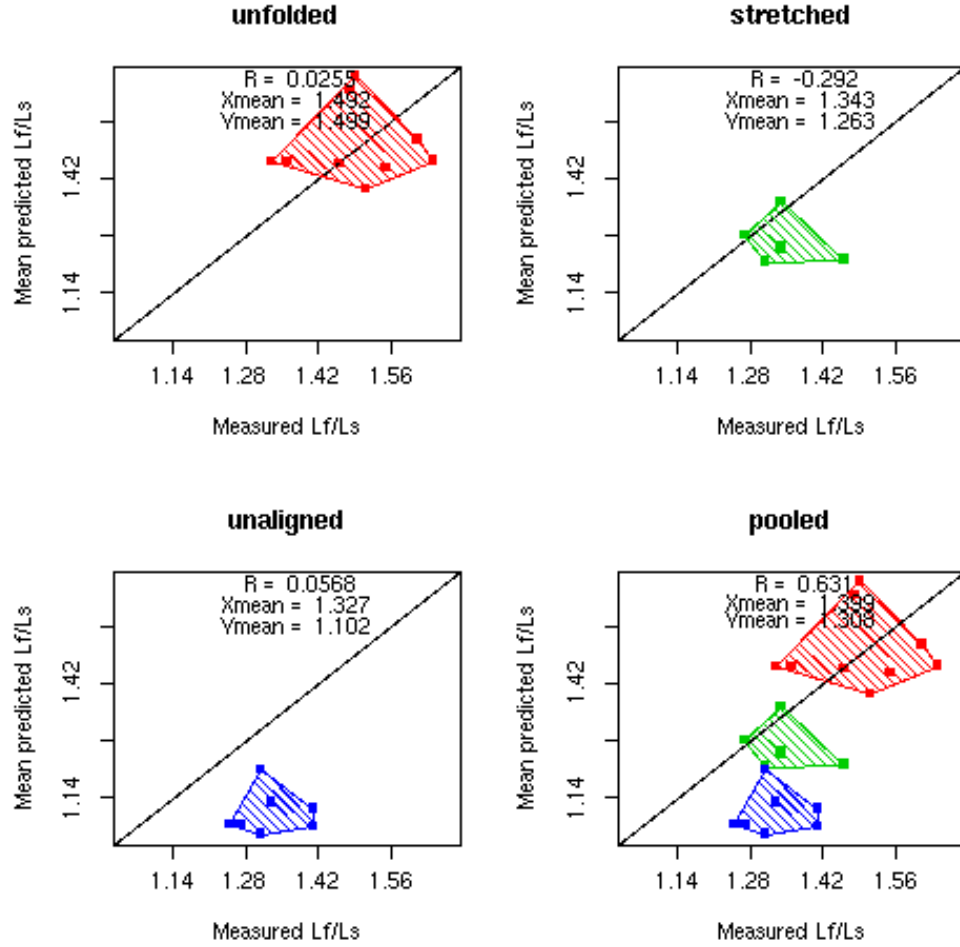 unfolded
R = 0.0255
Xmean = 1.492
Ymean = 1.499
Mean predicted Lf/Ls
1.42
1.14
1.14 1.28 1.42 1.56
Measured Lf/Ls
stretched
R = -0.292
Xmean = 1.343
Ymean = 1.263
Mean predicted Lf/Ls
1.42
1.14
1.14 1.28 1.42 1.56
Measured Lf/Ls
unaligned
R = 0.0568
Xmean = 1.327
Ymean = 1.102
Mean predicted Lf/Ls
1.42
1.14
1.14 1.28 1.42 1.56
Measured Lf/Ls
pooled
R = 0.631
Xmean = 1.399
Ymean = 1.308
Mean predicted Lf/Ls
1.42
1.14
1.14 1.28 1.42 1.56
Measured Lf/Ls